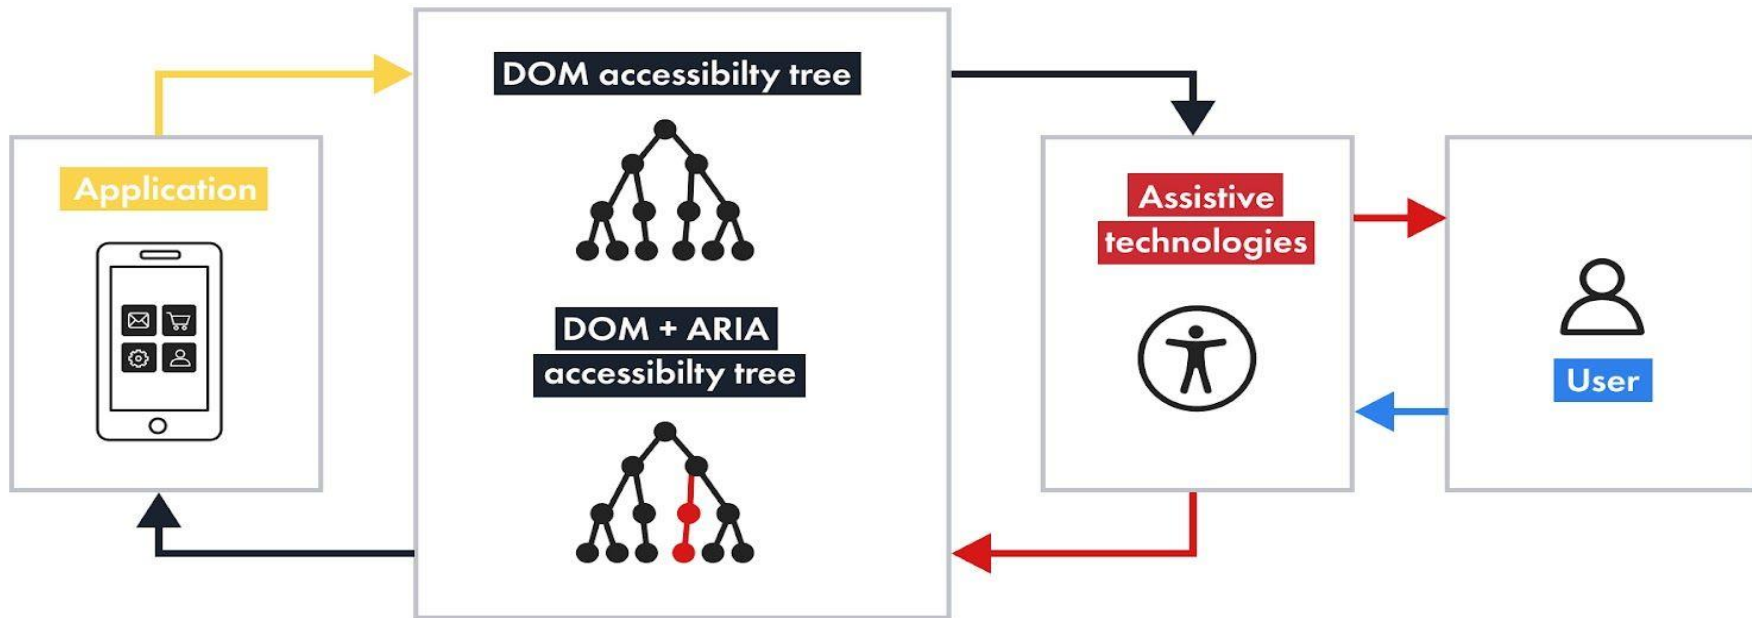 Application
DOM accessibilty tree
DOM + ARIA
accessibilty tree
Assistive
technologies
User